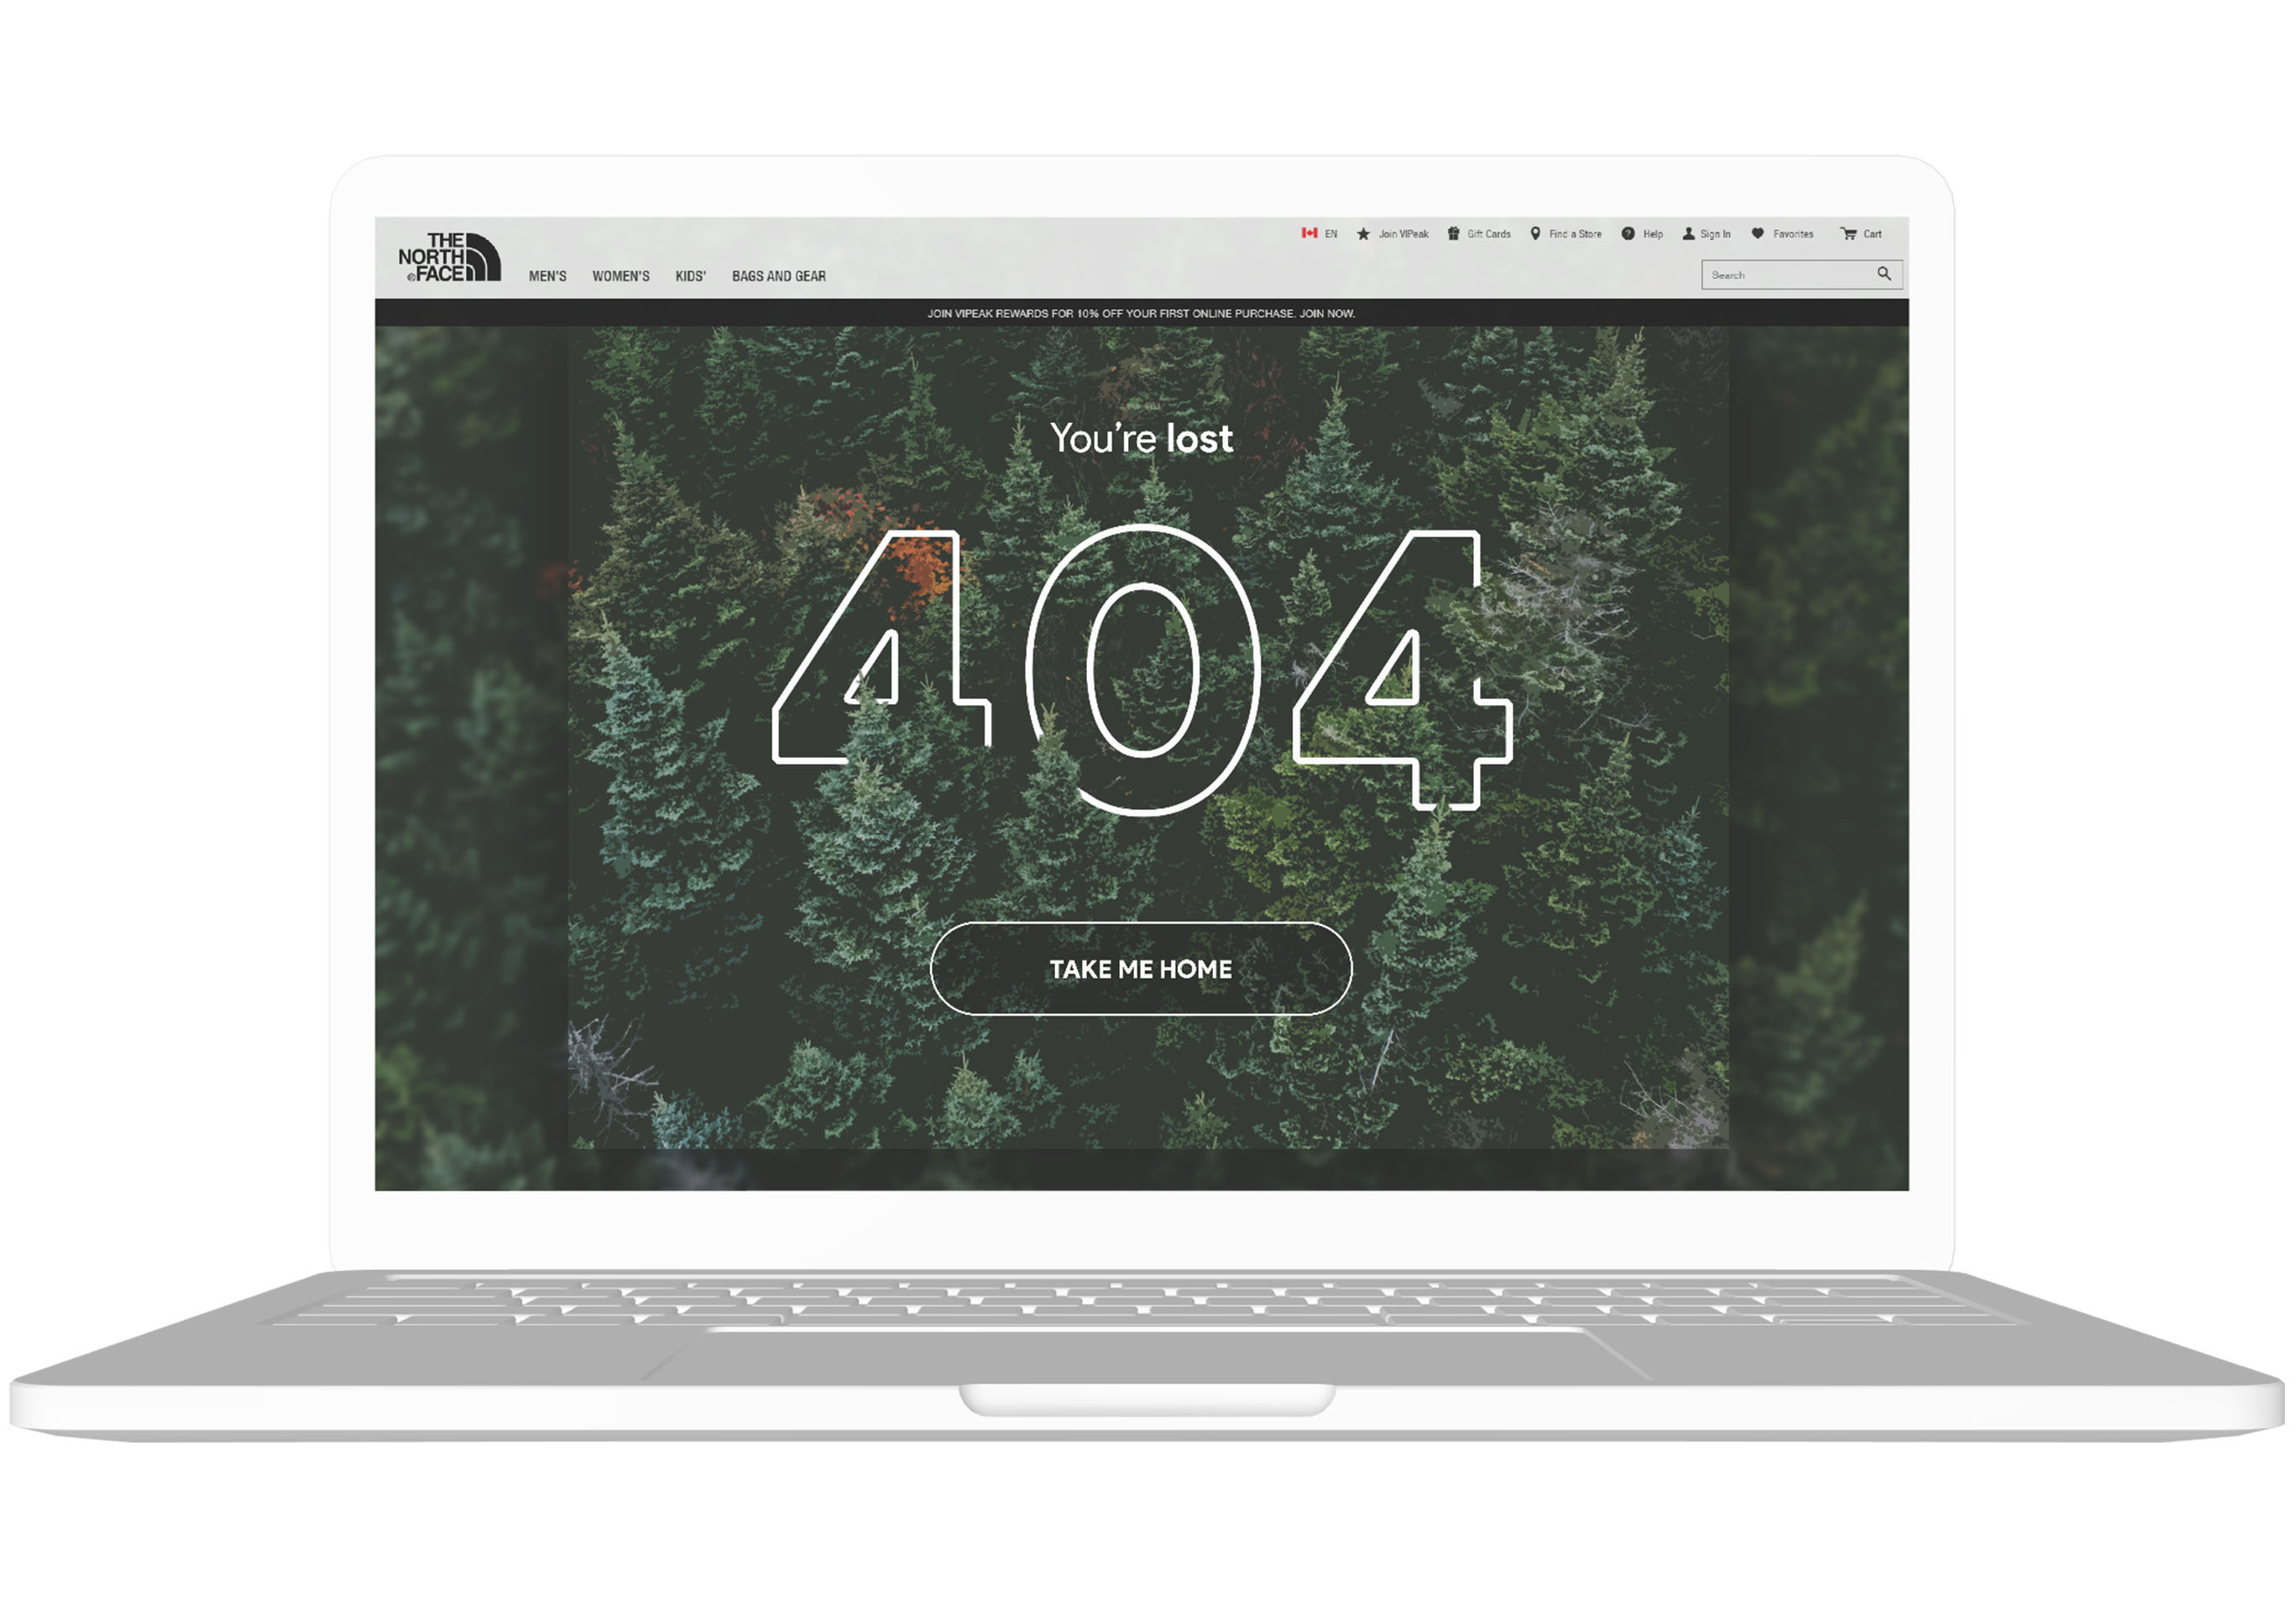 THE
NORTH
FACE
EN Join VIPeak Gift Cards Find a Store ? Help Sign In Favorites Cart
MEN'S WOMEN'S KIDS' BAGS AND GEAR
Search
JOIN VIPEAK REWARDS FOR 10% OFF YOUR FIRST ONLINE PURCHASE. JOIN NOW.
You're lost
404
TAKE ME HOME